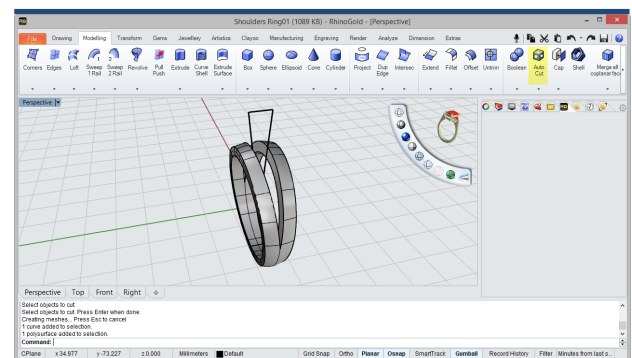 Shoulders Ring01 (1089 KB) - RhinoGold - [Perspective]
File Drawing Modelling Transform Gems Jewellery Artistics Clayoo Manufacturing Engraving Render Analyze Dimension Extras
Corners Edges Loft Sweep 1 Rail Sweep 2 Rail Revolve Pull Push Extrude Curve Shell Extrude Surface Box Sphere Ellipsoid Cone Cylinder Project Dup Edge Intersec Extend Fillet Offset Untrim Boolean Auto Cut Cap Shell Merge all coplanar face
Perspective
Perspective Top Front Right
Select objects to cut:
Select objects to cut. Press Enter when done:
Creating meshes... Press Esc to cancel
1 curve added to selection.
1 polysurface added to selection.
Command:
CPlane x 34.977 y -73.227 z 0.000 Millimeters Default Grid Snap Ortho Planar Osnap SmartTrack Gumball Record History Filter Minutes from last s...